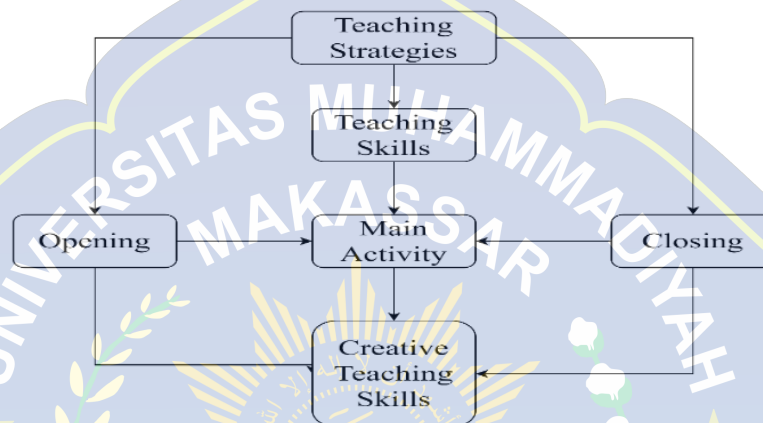 Teaching
Strategies
Teaching
Skills
Opening
Main
Activity
Closing
Creative
Teaching
Skills
UNIVERSITAS MUHAMMADIYAH
MAKASSAR